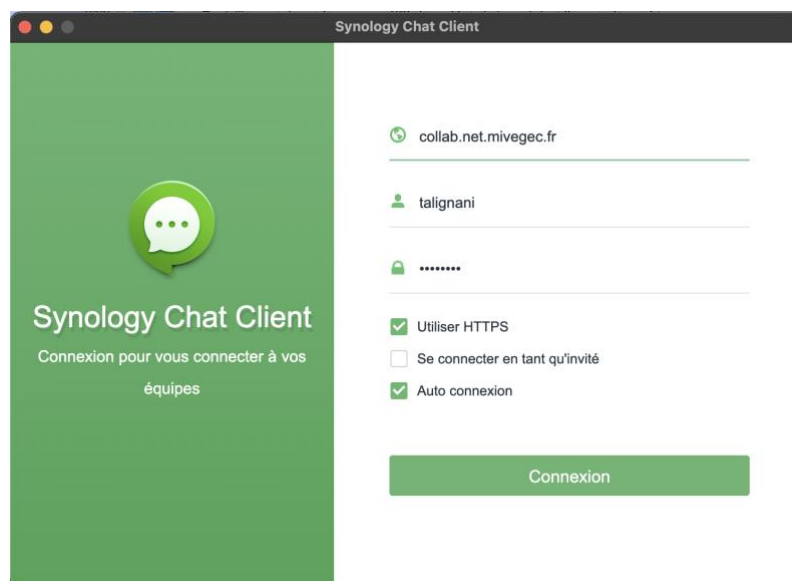 Synology Chat Client
collab.net.mivegec.fr
talignani
••••••••
Synology Chat Client
Connexion pour vous connecter à vos
équipes
Utiliser HTTPS
Se connecter en tant qu'invité
Auto connexion
Connexion